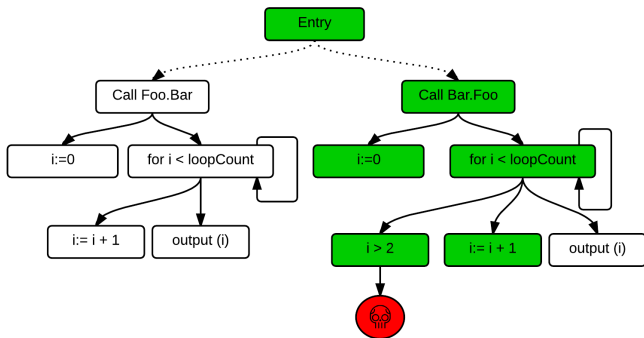 Entry
Call Foo.Bar
Call Bar.Foo
i:=0
for i < loopCount
i:=0
for i < loopCount
i:= i + 1
output (i)
i > 2
i:= i + 1
output (i)